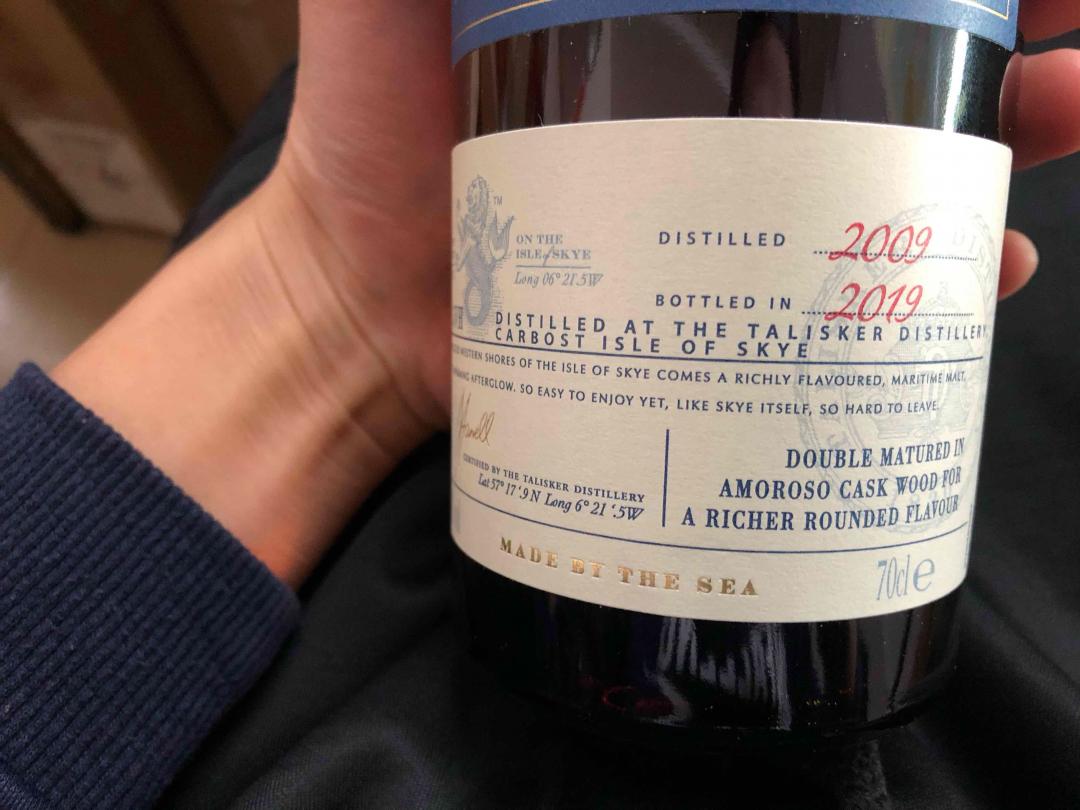 TM
ON THE
ISLE of SKYE
Long 06° 21'.5W
DISTILLED 2009
BOTTLED IN 2019
DISTILLED AT THE TALISKER DISTILLERY
CARBOST ISLE OF SKYE
WESTERN SHORES OF THE ISLE OF SKYE COMES A RICHLY FLAVOURED, MARITIME MALT,
AFTERGLOW. SO EASY TO ENJOY YET, LIKE SKYE ITSELF, SO HARD TO LEAVE.
CERTIFIED BY THE TALISKER DISTILLERY
Lat 57° 17 '.9 N Long 6° 21 '.5W
DOUBLE MATURED IN
AMOROSO CASK WOOD FOR
A RICHER ROUNDED FLAVOUR
MADE BY THE SEA
70cl e